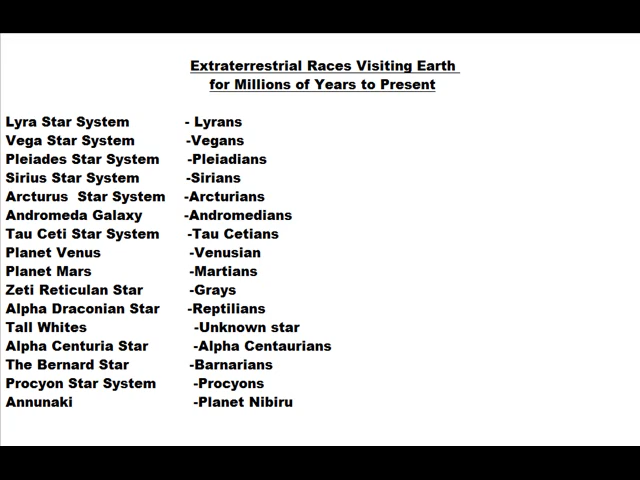 Extraterrestrial Races Visiting Earth
for Millions of Years to Present
Lyra Star System - Lyrans
Vega Star System -Vegans
Pleiades Star System -Pleiadians
Sirius Star System -Sirians
Arcturus Star System -Arcturians
Andromeda Galaxy -Andromedians
Tau Ceti Star System -Tau Cetians
Planet Venus -Venusian
Planet Mars -Martians
Zeti Reticulan Star -Grays
Alpha Draconian Star -Reptilians
Tall Whites -Unknown star
Alpha Centuria Star -Alpha Centaurians
The Bernard Star -Barnarians
Procyon Star System -Procyons
Annunaki -Planet Nibiru